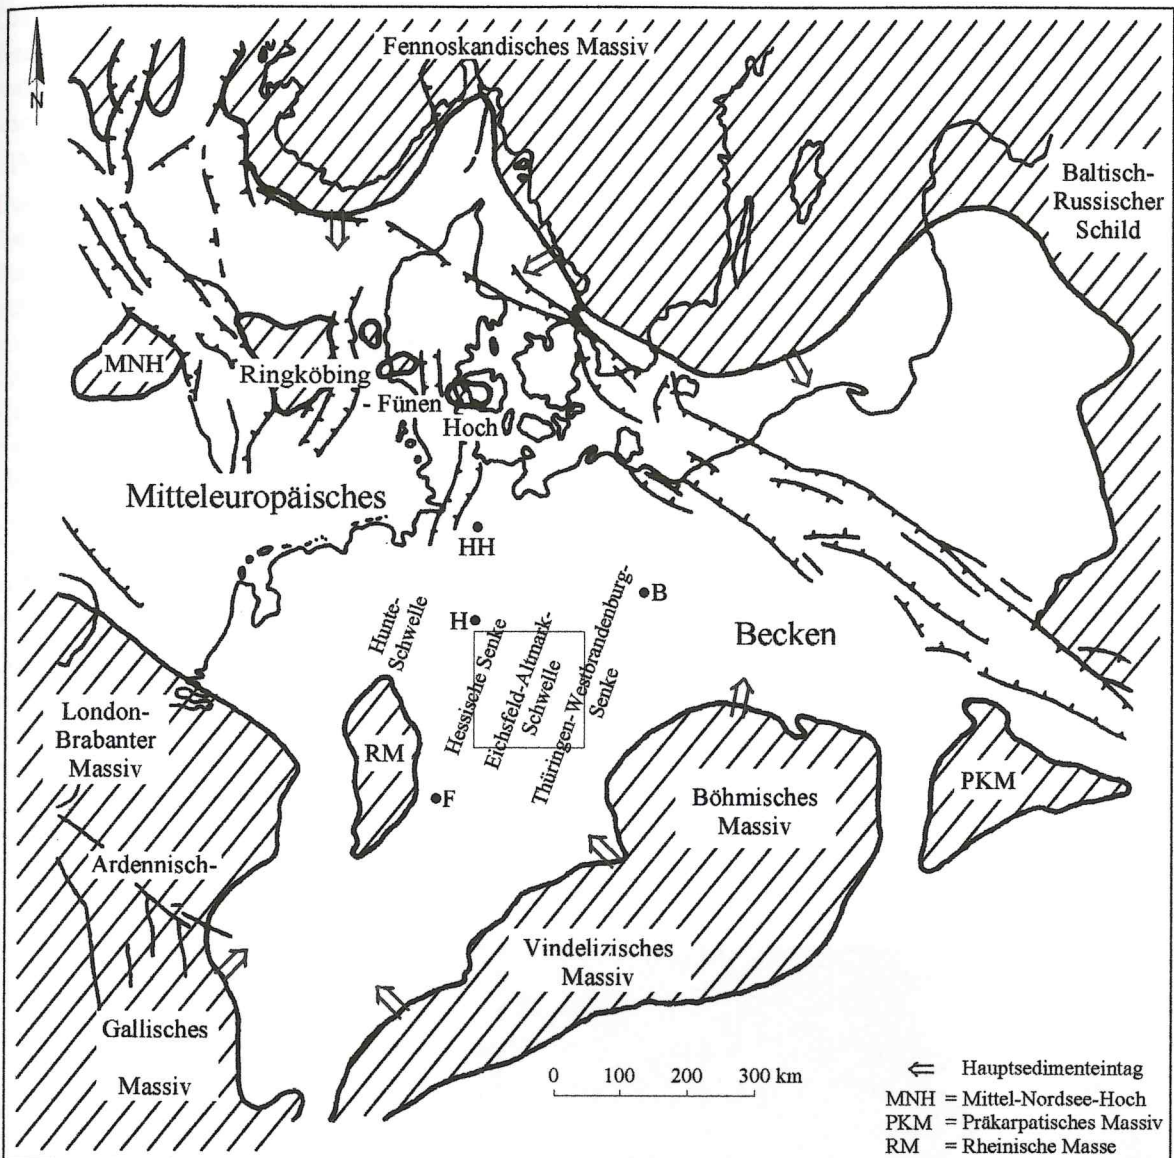 Fennoskandisches Massiv
N
Baltisch-
Russischer
Schild
MNH
Ringköbing
- Fünen
Hoch
Mitteleuropäisches
HH
B
H
Hunte-
Schwelle
Hessische Senke
Eichsfeld-Altmark-
Schwelle
Thüringen-Westbrandenburg-
Senke
Becken
London-
Brabanter
Massiv
RM
F
Böhmisches
Massiv
PKM
Ardennisch-
Vindelizisches
Massiv
Gallisches
Massiv
0 100 200 300 km
Hauptsedimenteintag
MNH = Mittel-Nordsee-Hoch
PKM = Präkarpatisches Massiv
RM = Rheinische Masse